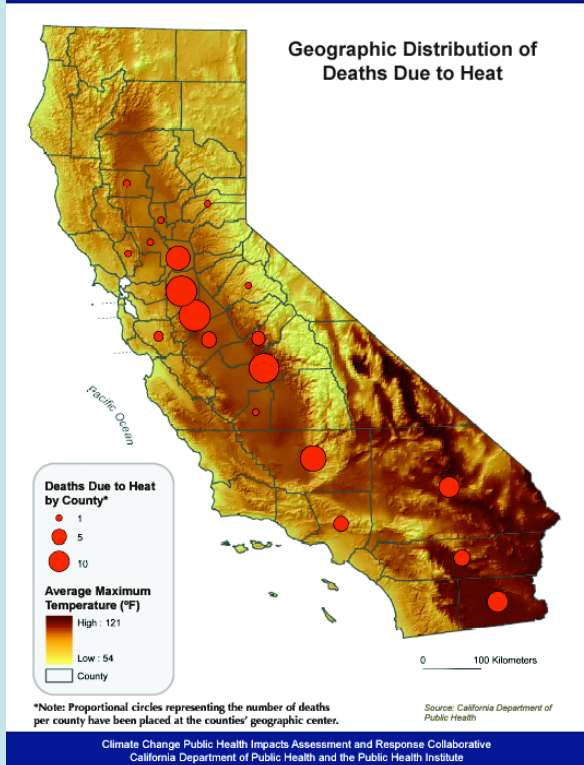 Geographic Distribution of
Deaths Due to Heat
Pacific Ocean
Deaths Due to Heat
by County*
1
5
10
Average Maximum
Temperature (ºF)
High : 121
Low : 54
County
0 100 Kilometers
*Note: Proportional circles representing the number of deaths
per county have been placed at the counties' geographic center.
Source: California Department of
Public Health
Climate Change Public Health Impacts Assessment and Response Collaborative
California Department of Public Health and the Public Health Institute